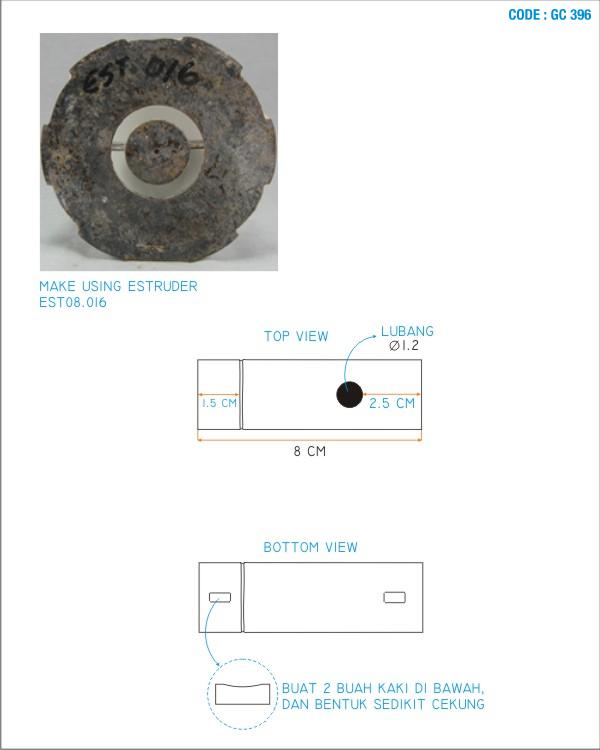 CODE : GC 396
EST. 016
MAKE USING ESTRUDER
EST08.016
TOP VIEW
LUBANG
Ø1.2
1.5 CM
2.5 CM
8 CM
BOTTOM VIEW
BUAT 2 BUAH KAKI DI BAWAH,
DAN BENTUK SEDIKIT CEKUNG